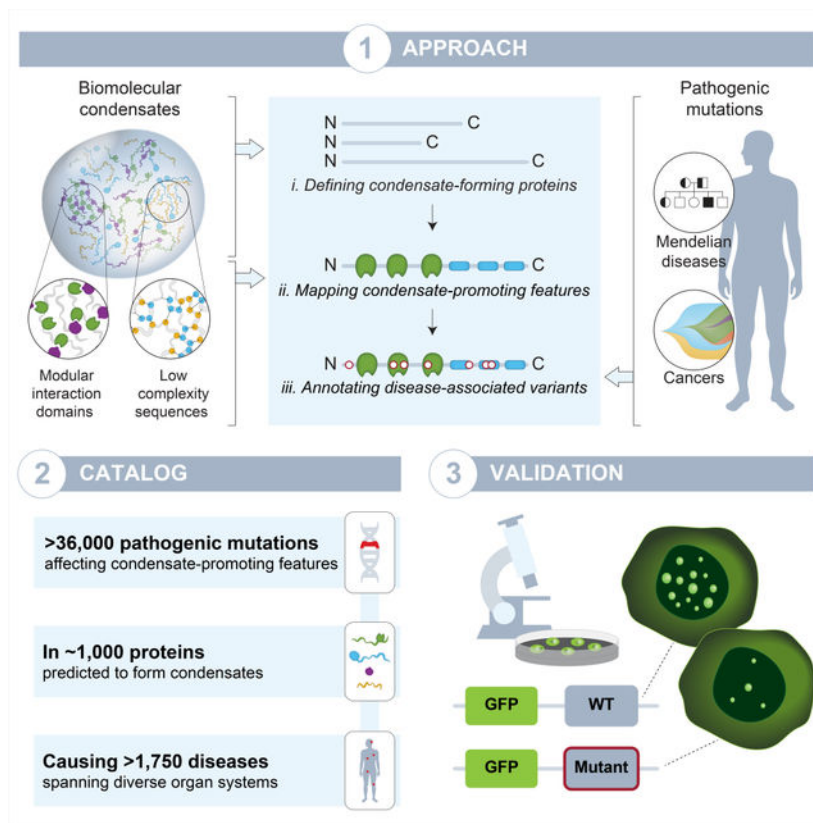 1 APPROACH
Biomolecular
condensates
Modular
interaction
domains
Low
complexity
sequences
N C
N C
N C
i. Defining condensate-forming proteins
N C
ii. Mapping condensate-promoting features
N C
iii. Annotating disease-associated variants
Pathogenic
mutations
Mendelian
diseases
Cancers
2 CATALOG
>36,000 pathogenic mutations
affecting condensate-promoting features
In ~1,000 proteins
predicted to form condensates
Causing >1,750 diseases
spanning diverse organ systems
3 VALIDATION
GFP WT
GFP Mutant